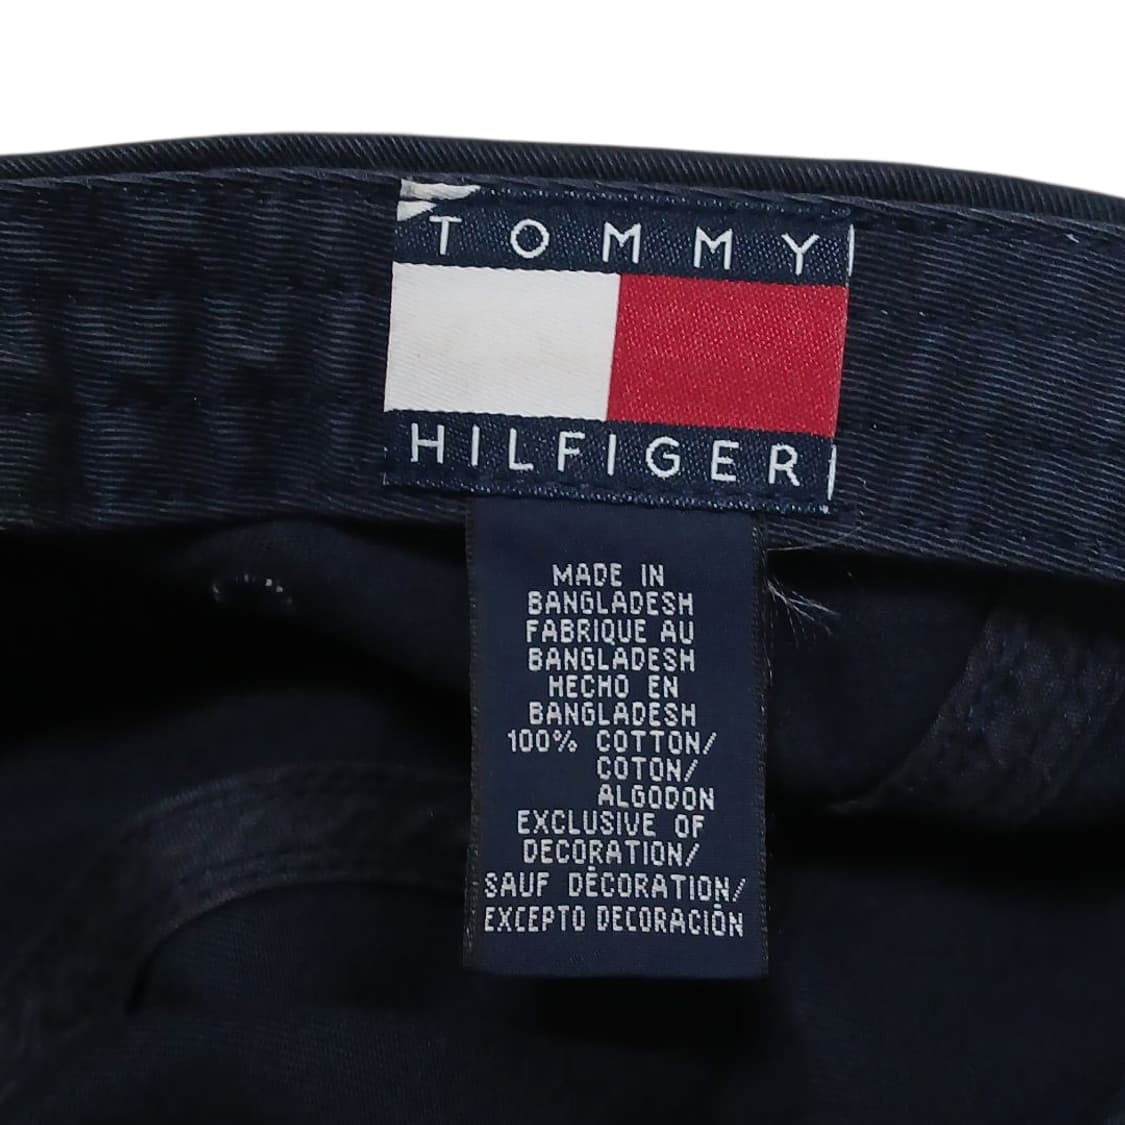 TOMMY
HILFIGER
MADE IN
BANGLADESH
FABRIQUE AU
BANGLADESH
HECHO EN
BANGLADESH
100% COTTON/
COTON/
ALGODON
EXCLUSIVE OF
DECORATION/
SAUF DÉCORATION/
EXCEPTO DECORACIÓN